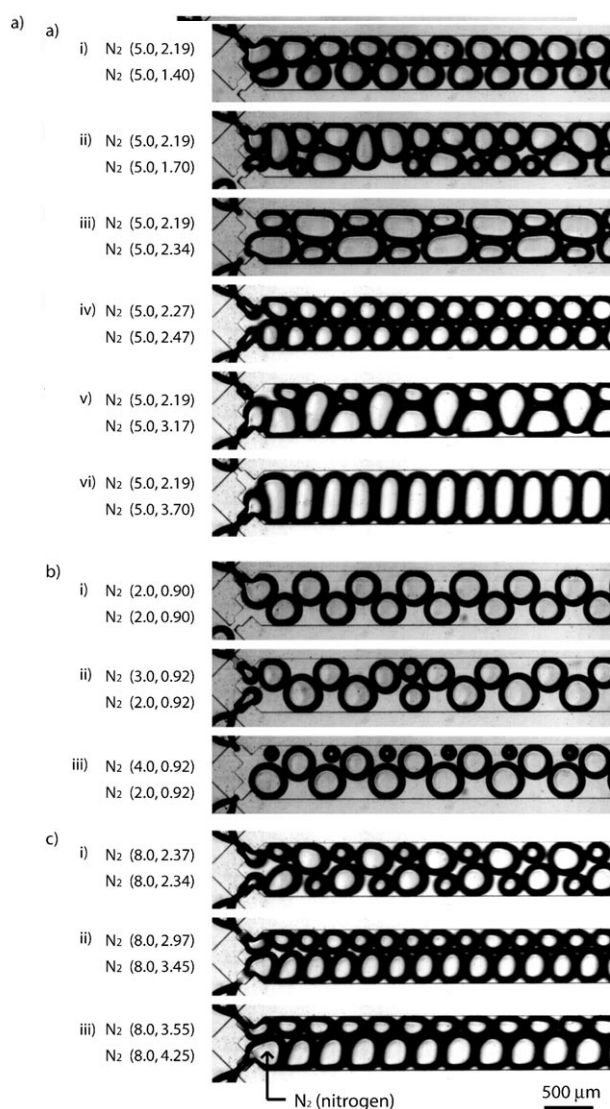 a)
a)
i) N₂ (5.0, 2.19)
N₂ (5.0, 1.40)
ii) N₂ (5.0, 2.19)
N₂ (5.0, 1.70)
iii) N₂ (5.0, 2.19)
N₂ (5.0, 2.34)
iv) N₂ (5.0, 2.27)
N₂ (5.0, 2.47)
v) N₂ (5.0, 2.19)
N₂ (5.0, 3.17)
vi) N₂ (5.0, 2.19)
N₂ (5.0, 3.70)
b)
i) N₂ (2.0, 0.90)
N₂ (2.0, 0.90)
ii) N₂ (3.0, 0.92)
N₂ (2.0, 0.92)
iii) N₂ (4.0, 0.92)
N₂ (2.0, 0.92)
c)
i) N₂ (8.0, 2.37)
N₂ (8.0, 2.34)
ii) N₂ (8.0, 2.97)
N₂ (8.0, 3.45)
iii) N₂ (8.0, 3.55)
N₂ (8.0, 4.25)
N₂ (nitrogen)
500 μm